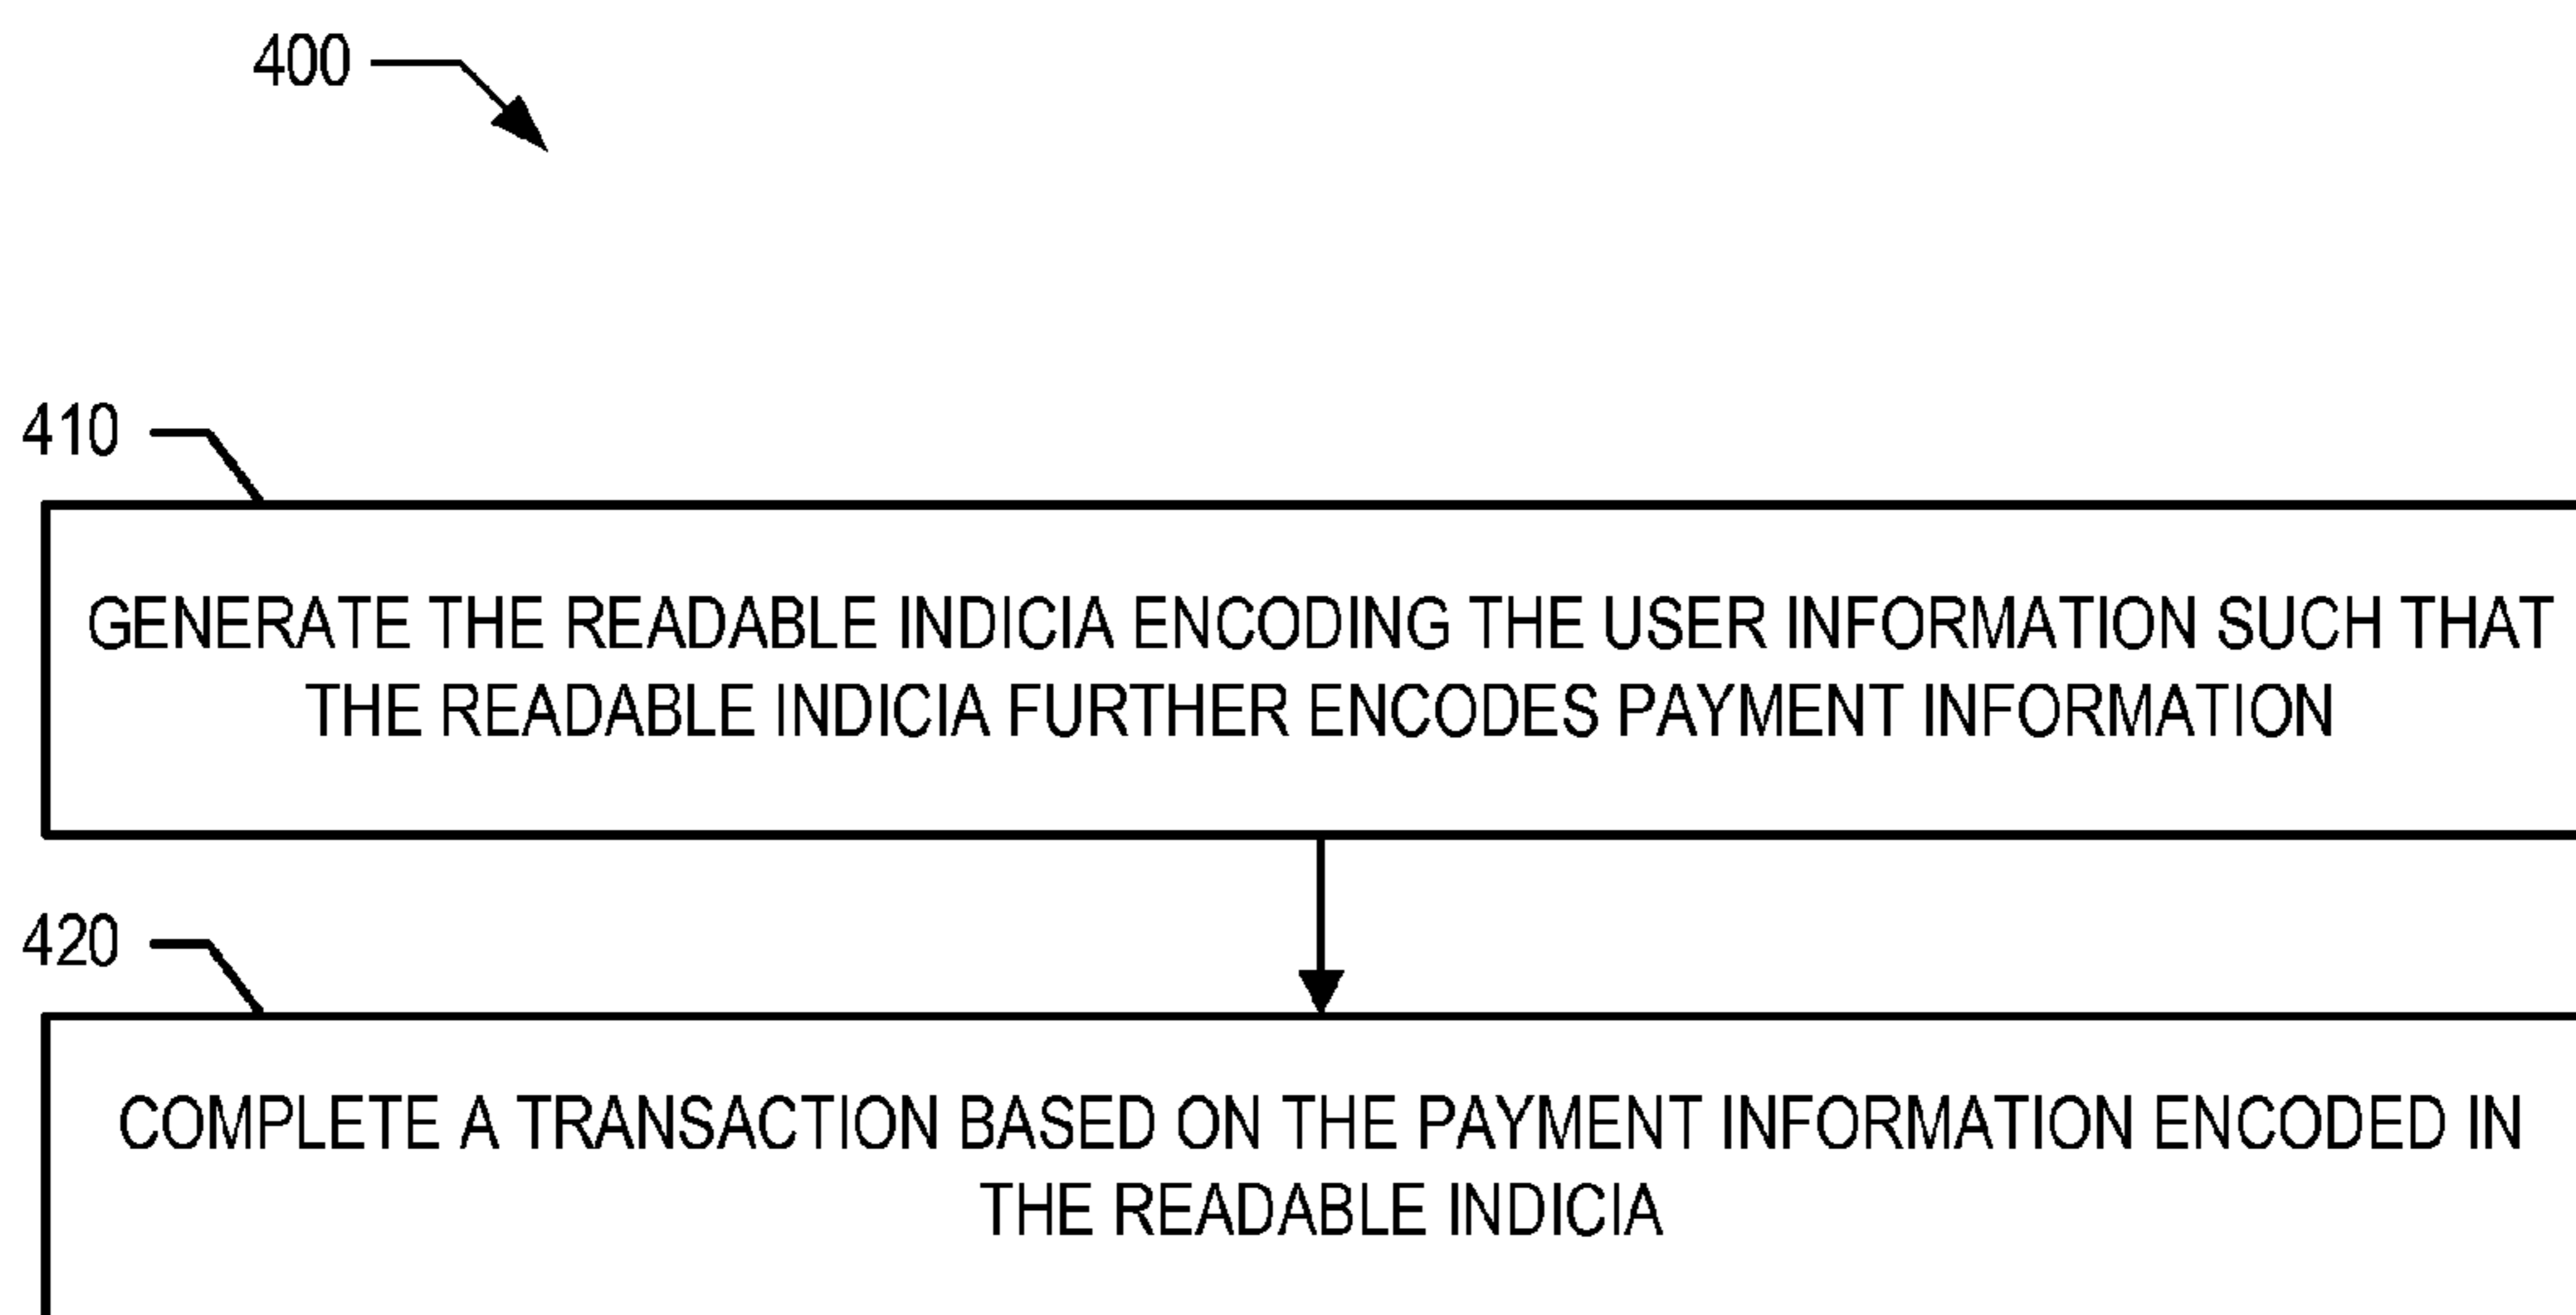 400
410
GENERATE THE READABLE INDICIA ENCODING THE USER INFORMATION SUCH THAT
THE READABLE INDICIA FURTHER ENCODES PAYMENT INFORMATION
420
COMPLETE A TRANSACTION BASED ON THE PAYMENT INFORMATION ENCODED IN
THE READABLE INDICIA